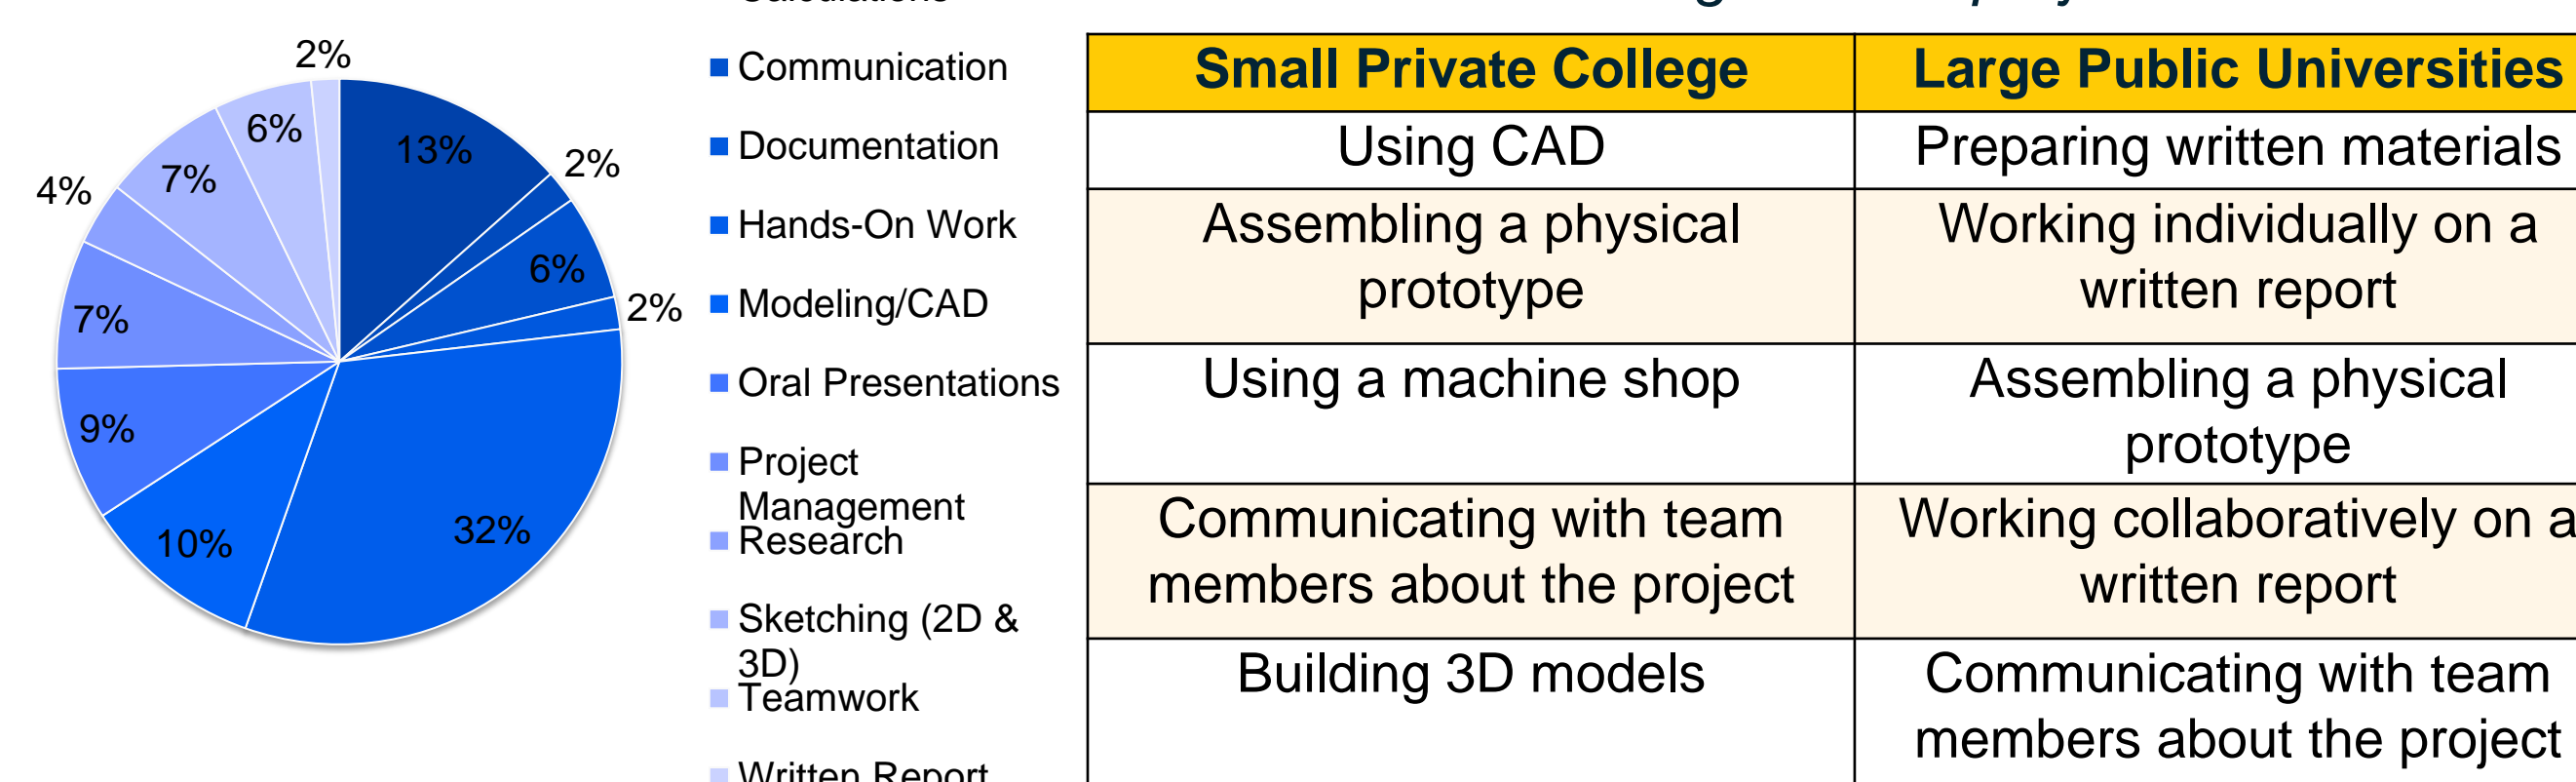 2%
13%
2%
6%
2%
32%
10%
9%
7%
4%
7%
6%
Calculations
Communication
Documentation
Hands-On Work
Modeling/CAD
Oral Presentations
Project
Management
Research
Sketching (2D &
3D)
Teamwork
Written Report
Small Private College
Large Public Universities
Using CAD
Preparing written materials
Assembling a physical
prototype
Working individually on a
written report
Using a machine shop
Assembling a physical
prototype
Communicating with team
members about the project
Working collaboratively on a
written report
Building 3D models
Communicating with team
members about the project